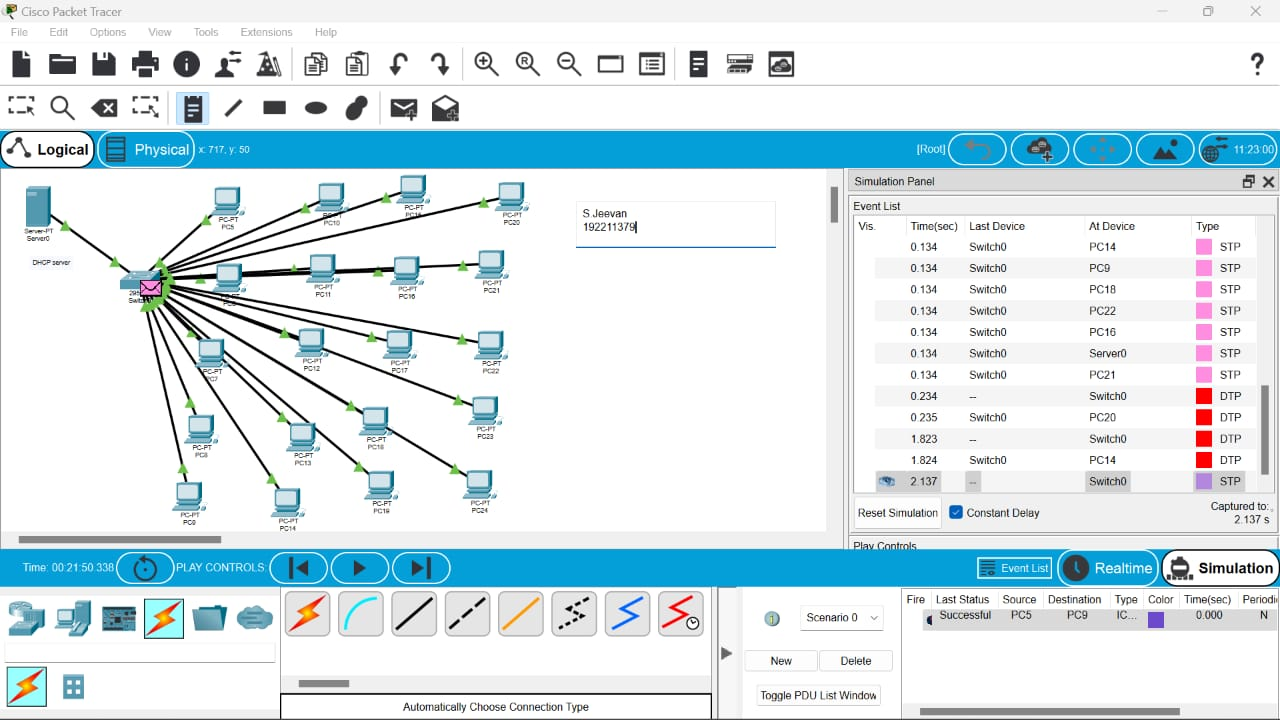 Cisco Packet Tracer
File Edit Options View Tools Extensions Help
Logical Physical x: 717, y: 50 [Root] 11:23:00
Server-PT
Server0
DHCP server
PC-PT
PC5
PC-PT
PC10
PC-PT
PC-PT
PC20
S.Jeevan
192211379
PC-PT
PC-PT
PC11
PC-PT
PC16
PC-PT
PC21
PC-PT
PC7
PC-PT
PC12
PC-PT
PC17
PC-PT
PC22
PC-PT
PC-PT
PC13
PC-PT
PC18
PC-PT
PC23
PC-PT
PC-PT
PC14
PC-PT
PC19
PC-PT
PC24
Simulation Panel
Event List
Vis. Time(sec) Last Device At Device Type
0.134 Switch0 PC14 STP
0.134 Switch0 PC9 STP
0.134 Switch0 PC18 STP
0.134 Switch0 PC22 STP
0.134 Switch0 PC16 STP
0.134 Switch0 Server0 STP
0.134 Switch0 PC21 STP
0.234 -- Switch0 DTP
0.235 Switch0 PC20 DTP
1.823 -- Switch0 DTP
1.824 Switch0 PC14 DTP
2.137 -- Switch0 STP
Reset Simulation Constant Delay
Captured to:
2.137 s
Play Controls
Time: 00:21:50.338 PLAY CONTROLS: Event List Realtime Simulation
Scenario 0
New Delete
Toggle PDU List Window
Automatically Choose Connection Type
Fire Last Status Source Destination Type Color Time(sec) Periodi
Successful PC5 PC9 IC... 0.000 N